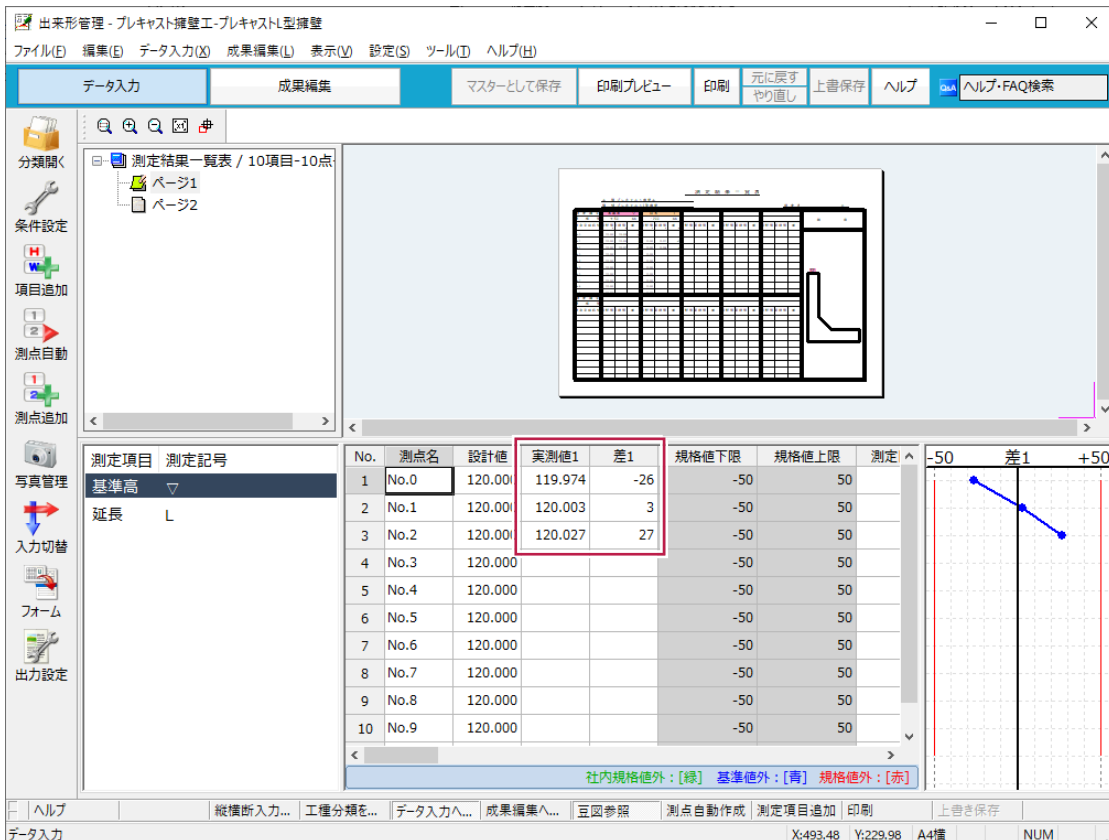 出来形管理 - プレキャスト擁壁工-プレキャストL型擁壁
ファイル(F) 編集(E) データ入力(X) 成果編集(L) 表示(V) 設定(S) ツール(T) ヘルプ(H)
データ入力 成果編集 マスターとして保存 印刷プレビュー 印刷 元に戻す やり直し 上書保存 ヘルプ Q&A ヘルプ・FAQ検索
分類開く
条件設定
項目追加
測点自動
測点追加
写真管理
入力切替
フォーム
出力設定
測定結果一覧表 / 10項目-10点
ページ1
ページ2
測定結果一覧表
測定項目 測定記号
基準高 ▽
延長 L
No. 測点名 設計値 実測値1 差1 規格値下限 規格値上限 測定
1 No.0 120.000 119.974 -26 -50 50
2 No.1 120.000 120.003 3 -50 50
3 No.2 120.000 120.027 27 -50 50
4 No.3 120.000 -50 50
5 No.4 120.000 -50 50
6 No.5 120.000 -50 50
7 No.6 120.000 -50 50
8 No.7 120.000 -50 50
9 No.8 120.000 -50 50
10 No.9 120.000 -50 50
社内規格値外:[緑] 基準値外:[青] 規格値外:[赤]
-50 差1 +50
ヘルプ 縦横断入力... 工種分類を... データ入力へ... 成果編集へ... 豆図参照 測点自動作成 測定項目追加 印刷 上書き保存
データ入力 X:493.48 Y:229.98 A4横 NUM